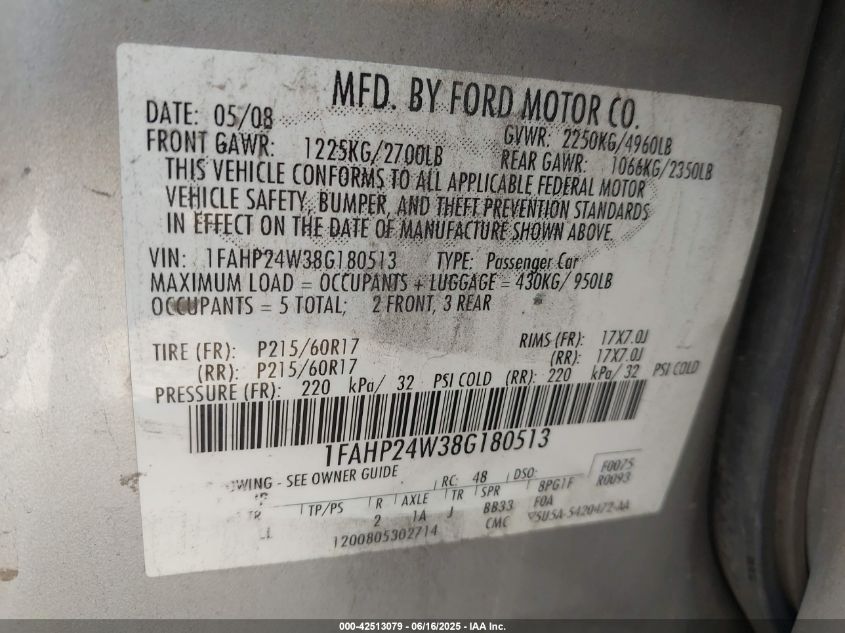 MFD. BY FORD MOTOR CO.
DATE: 05/08 GVWR: 2250KG/4960LB
FRONT GAWR: 1225KG/2700LB REAR GAWR: 1066KG/2350LB
THIS VEHICLE CONFORMS TO ALL APPLICABLE FEDERAL MOTOR
VEHICLE SAFETY, BUMPER, AND THEFT PREVENTION STANDARDS
IN EFFECT ON THE DATE OF MANUFACTURE SHOWN ABOVE.
VIN: 1FAHP24W38G180513 TYPE: Passenger Car
MAXIMUM LOAD = OCCUPANTS + LUGGAGE = 430KG/ 950LB
OCCUPANTS = 5 TOTAL; 2 FRONT, 3 REAR
TIRE (FR): P215/60R17 RIMS (FR): 17X7.0J
(RR): P215/60R17 (RR): 17X7.0J
PRESSURE (FR): 220 kPa/ 32 PSI COLD (RR): 220 kPa/ 32 PSI COLD
1FAHP24W38G180513
WING - SEE OWNER GUIDE RC: 48 DSO: F0075
TP/PS R AXLE TR SPR 8PG1F R0093
2 1A J BB33 F0A
CMC 5U5A-5420472-AA
1200805302714
000-42513079 - 06/16/2025 - IAA Inc.